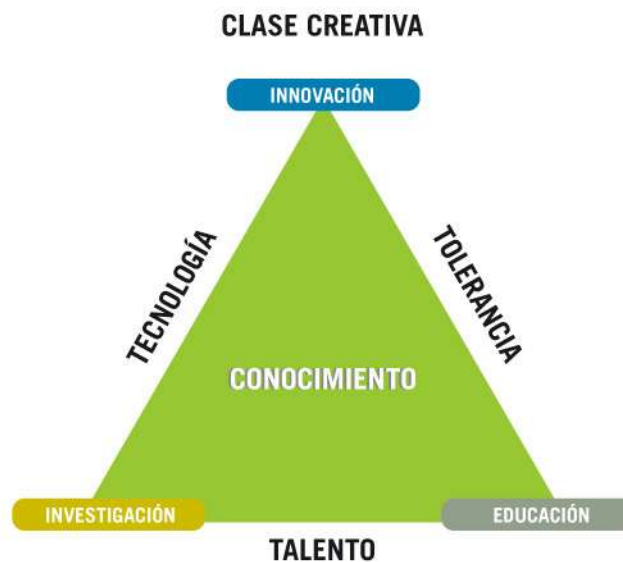 CLASE CREATIVA
INNOVACIÓN
TECNOLOGÍA
TOLERANCIA
CONOCIMIENTO
INVESTIGACIÓN
EDUCACIÓN
TALENTO